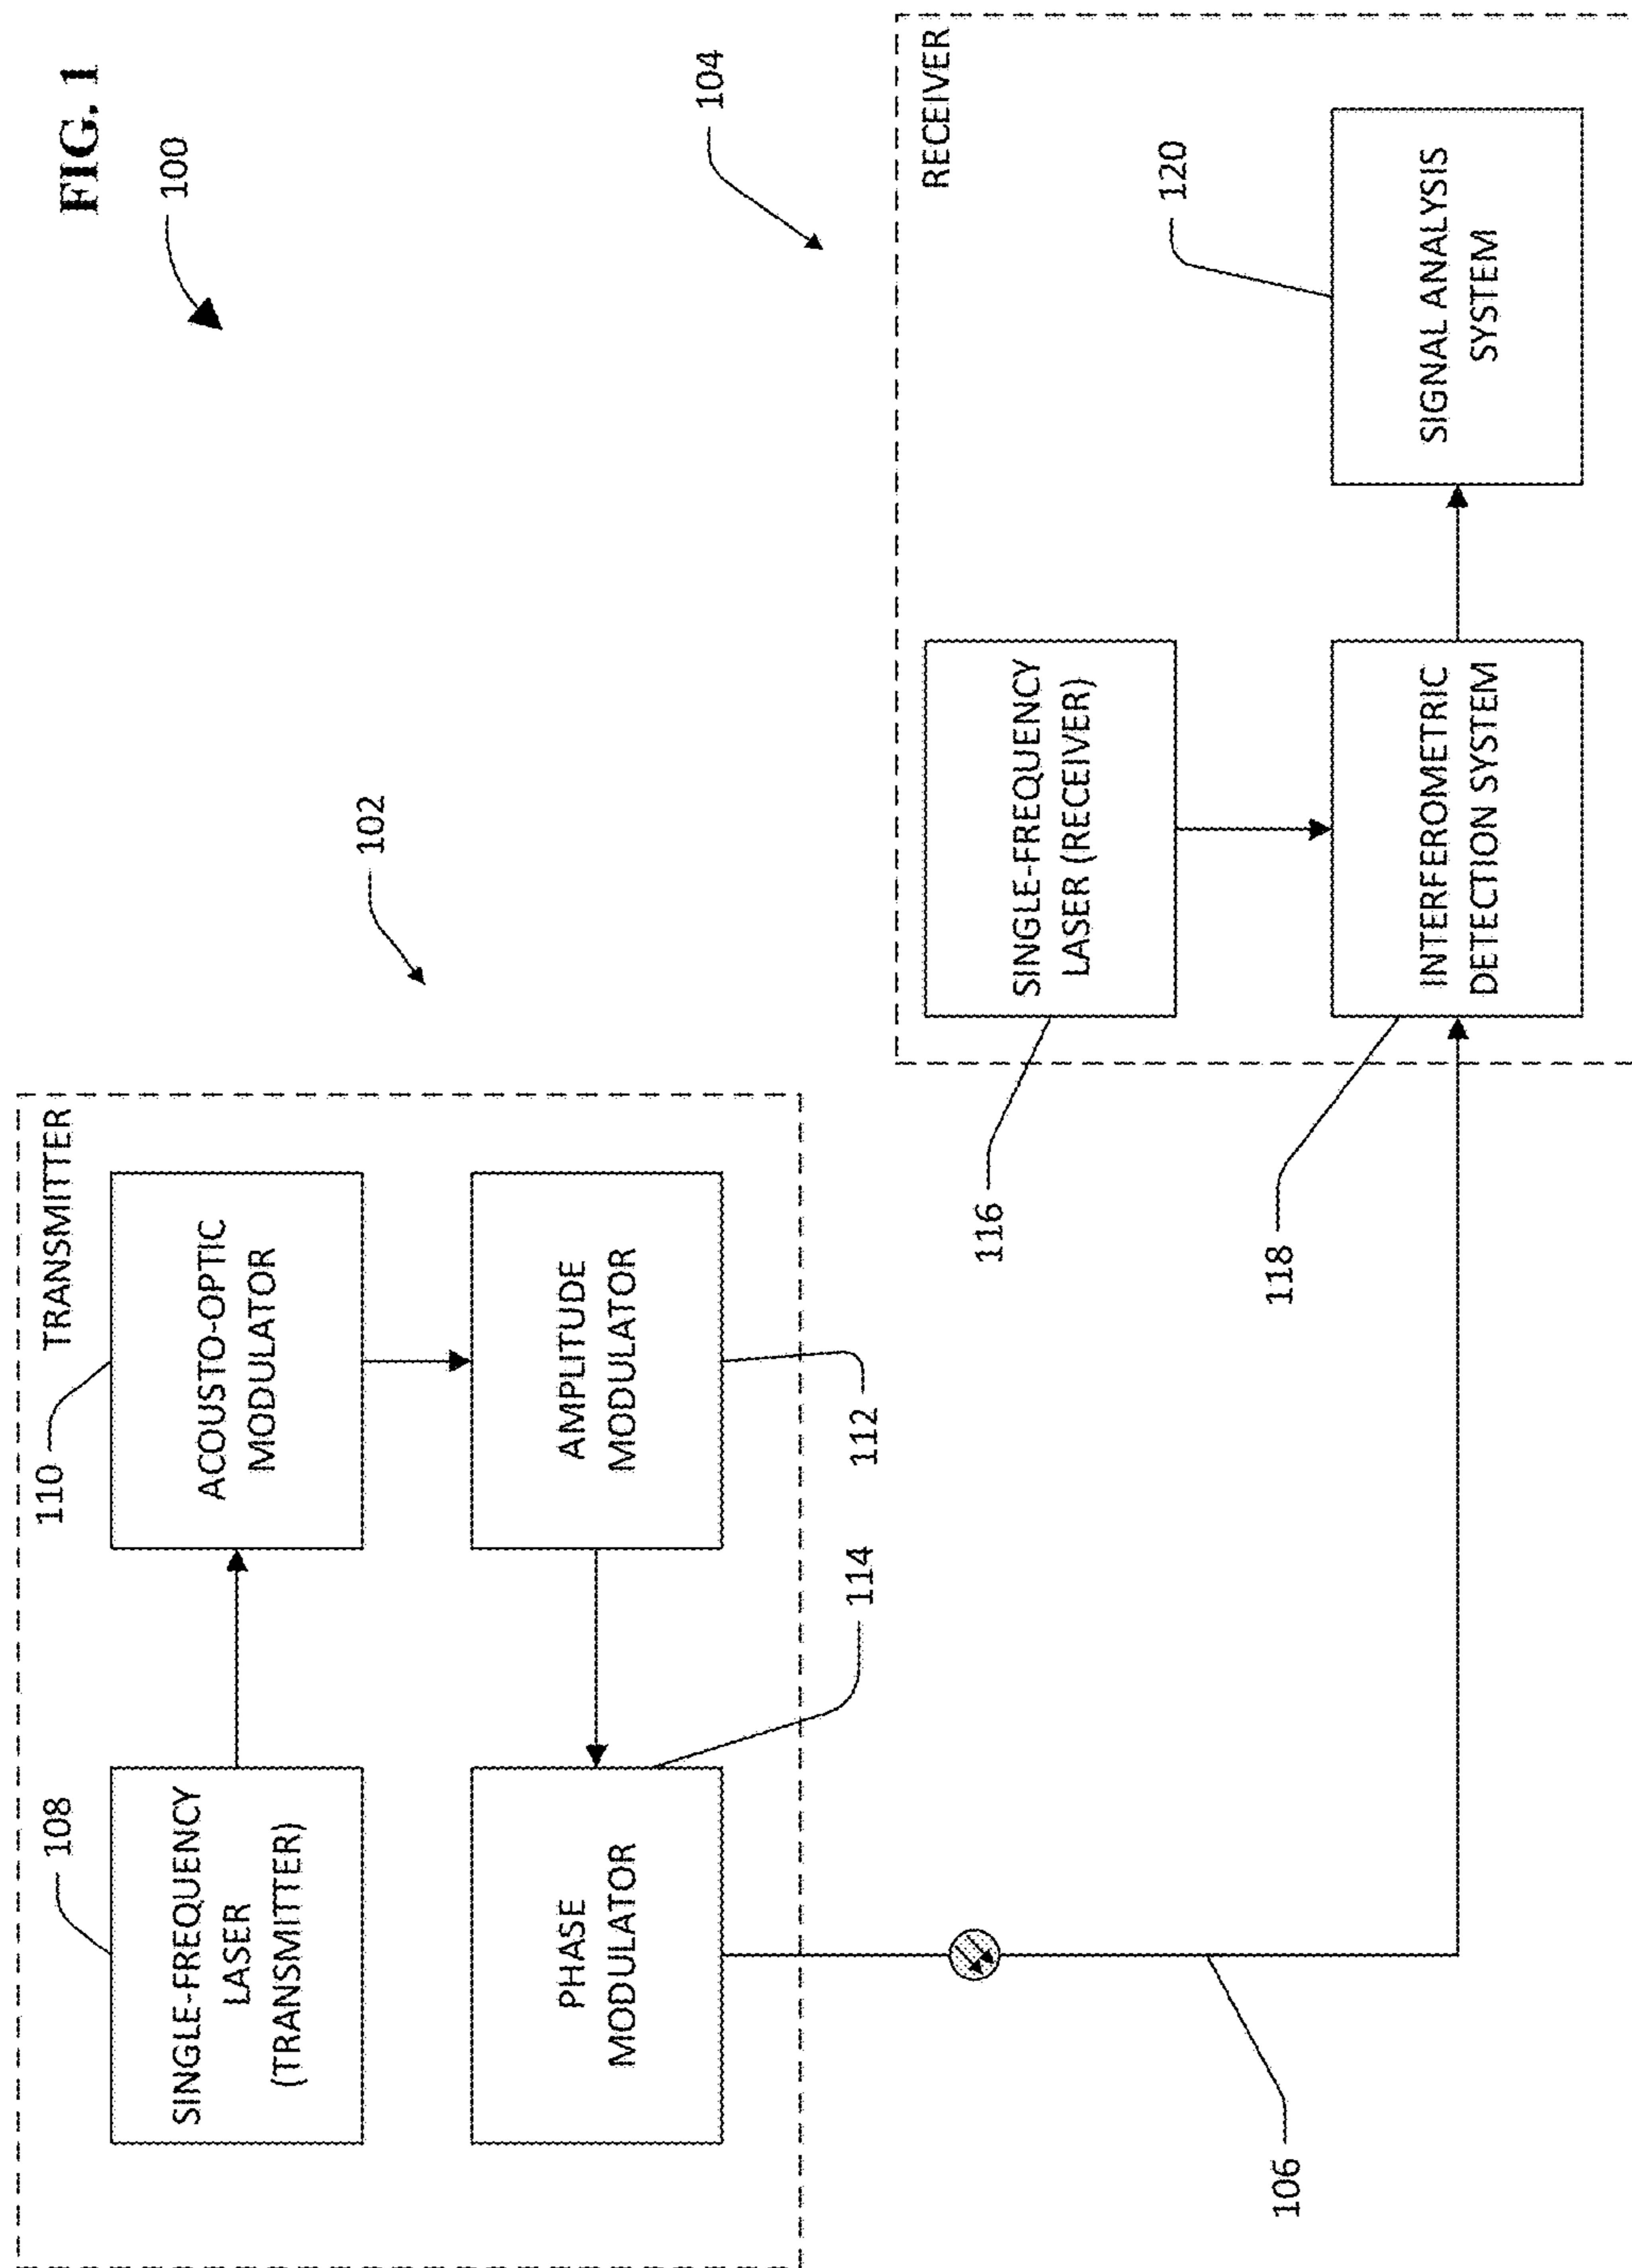 FIG. 1
100
102
104
TRANSMITTER
108
110
SINGLE-FREQUENCY
LASER
(TRANSMITTER)
ACOUSTO-OPTIC
MODULATOR
PHASE
MODULATOR
AMPLITUDE
MODULATOR
114
112
RECEIVER
116
SINGLE-FREQUENCY
LASER (RECEIVER)
120
118
INTERFEROMETRIC
DETECTION SYSTEM
SIGNAL ANALYSIS
SYSTEM
106